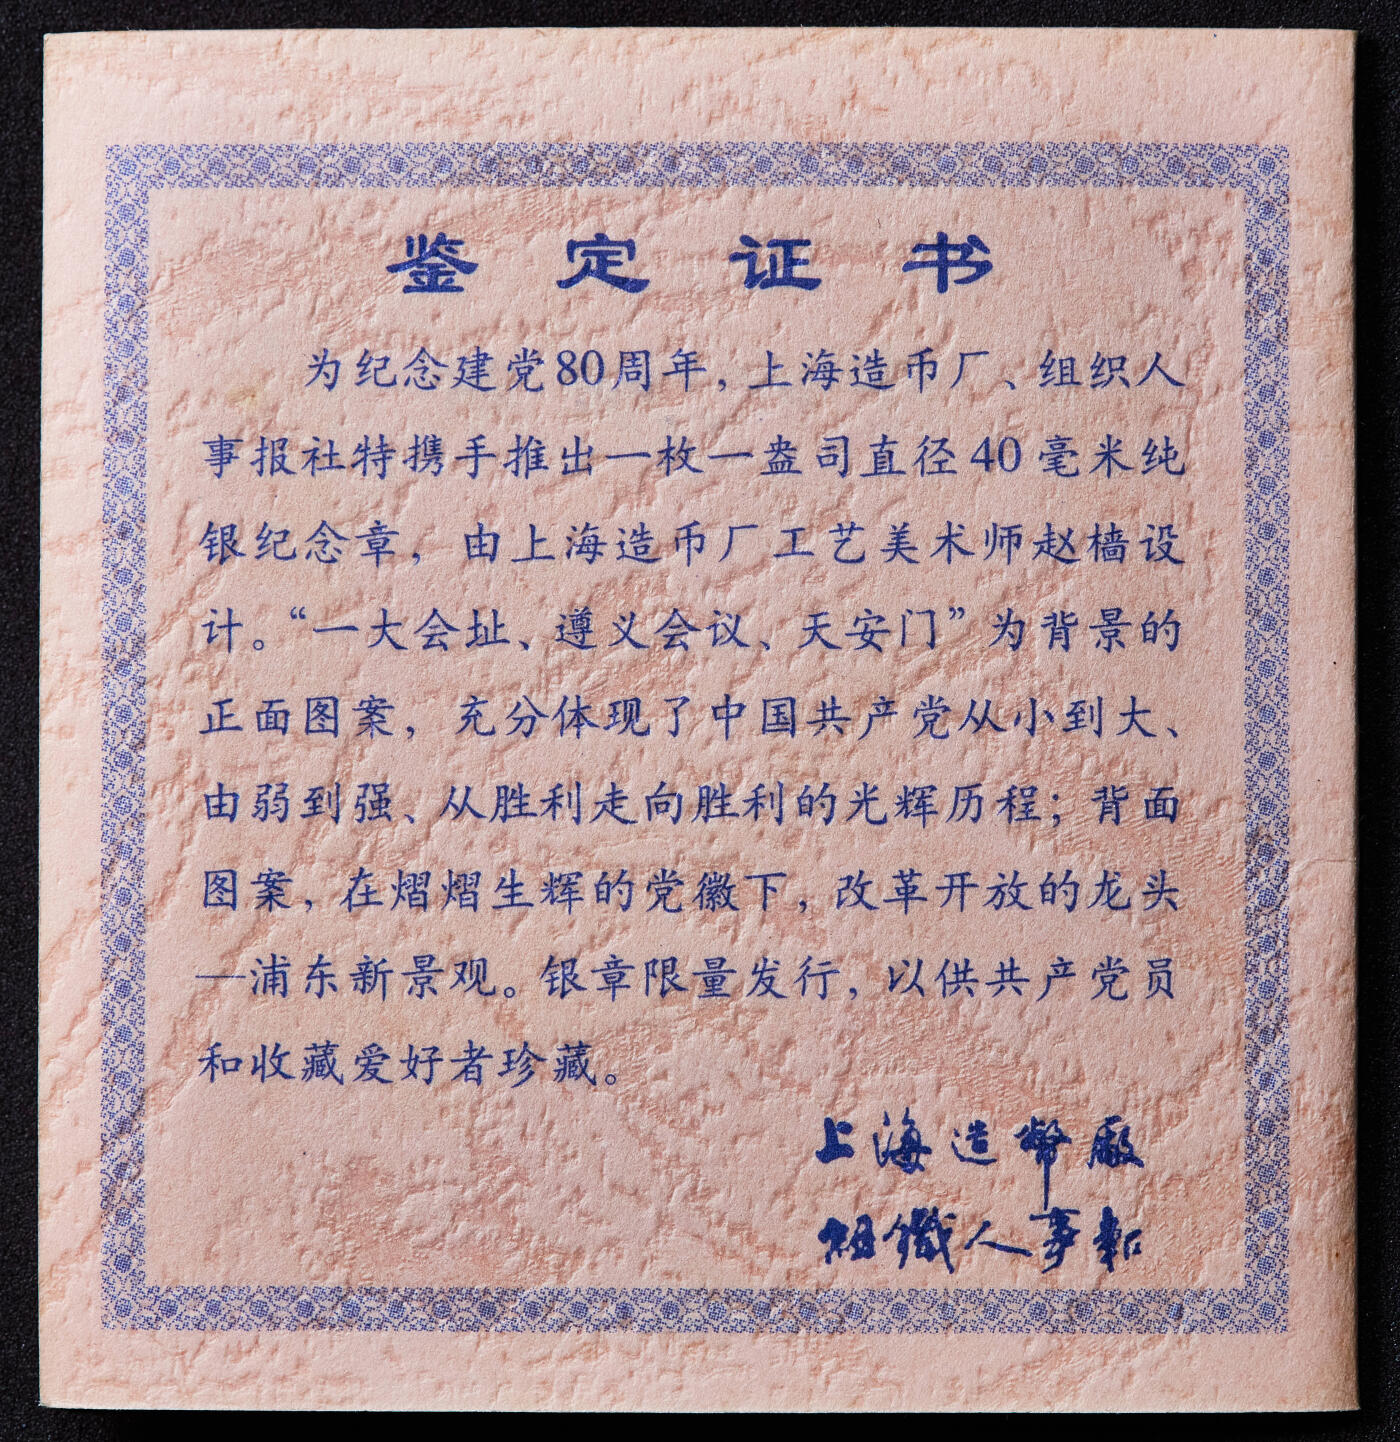 鉴定证书
为纪念建党80周年，上海造币厂、组织人
事报社特携手推出一枚一盎司直径40毫米纯
银纪念章，由上海造币厂工艺美术师赵樯设
计。“一大会址、遵义会议、天安门”为背景的
正面图案，充分体现了中国共产党从小到大、
由弱到强、从胜利走向胜利的光辉历程；背面
图案，在熠熠生辉的党徽下，改革开放的龙头
—浦东新景观。银章限量发行，以供共产党员
和收藏爱好者珍藏。
上海造幣廠
组織人事報